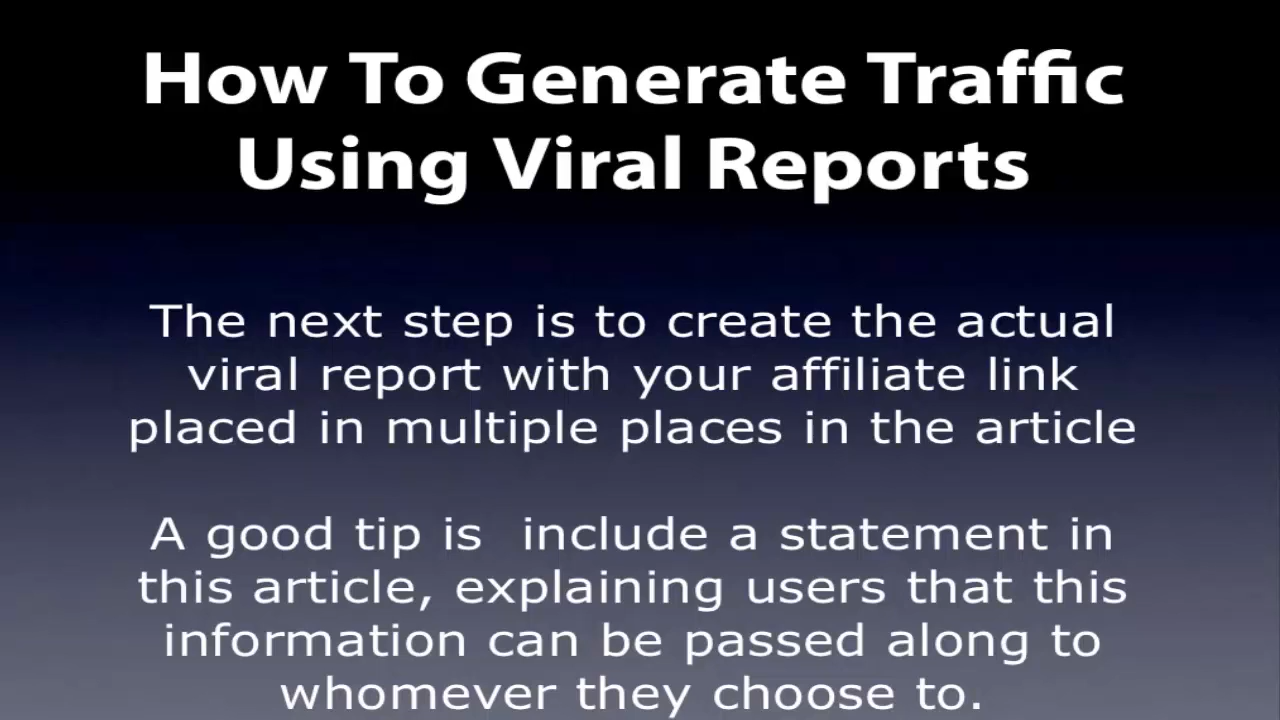 How To Generate Traffic
Using Viral Reports
The next step is to create the actual
viral report with your affiliate link
placed in multiple places in the article
A good tip is  include a statement in
this article, explaining users that this
information can be passed along to
whomever they choose to.